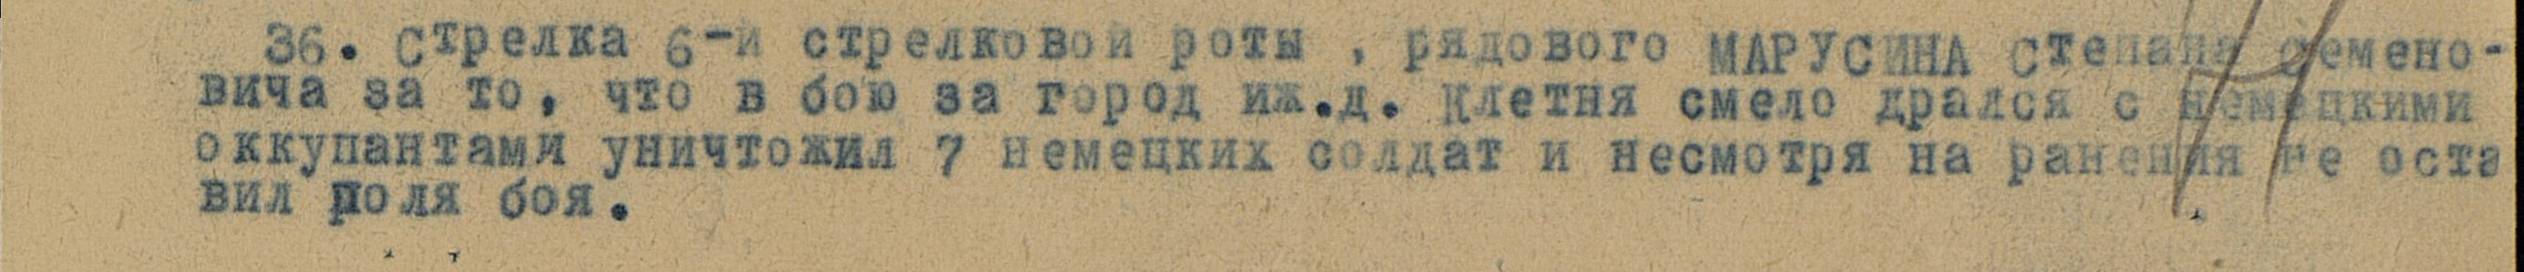 36. Стрелка 6-й стрелковой роты , рядового МАРУСИНА Степана Семено-
вича за то, что в бою за город иж.д. Клетня смело дрался с немецкими
оккупантами уничтожил 7 немецких солдат и несмотря на ранения не оста
вил поля боя.